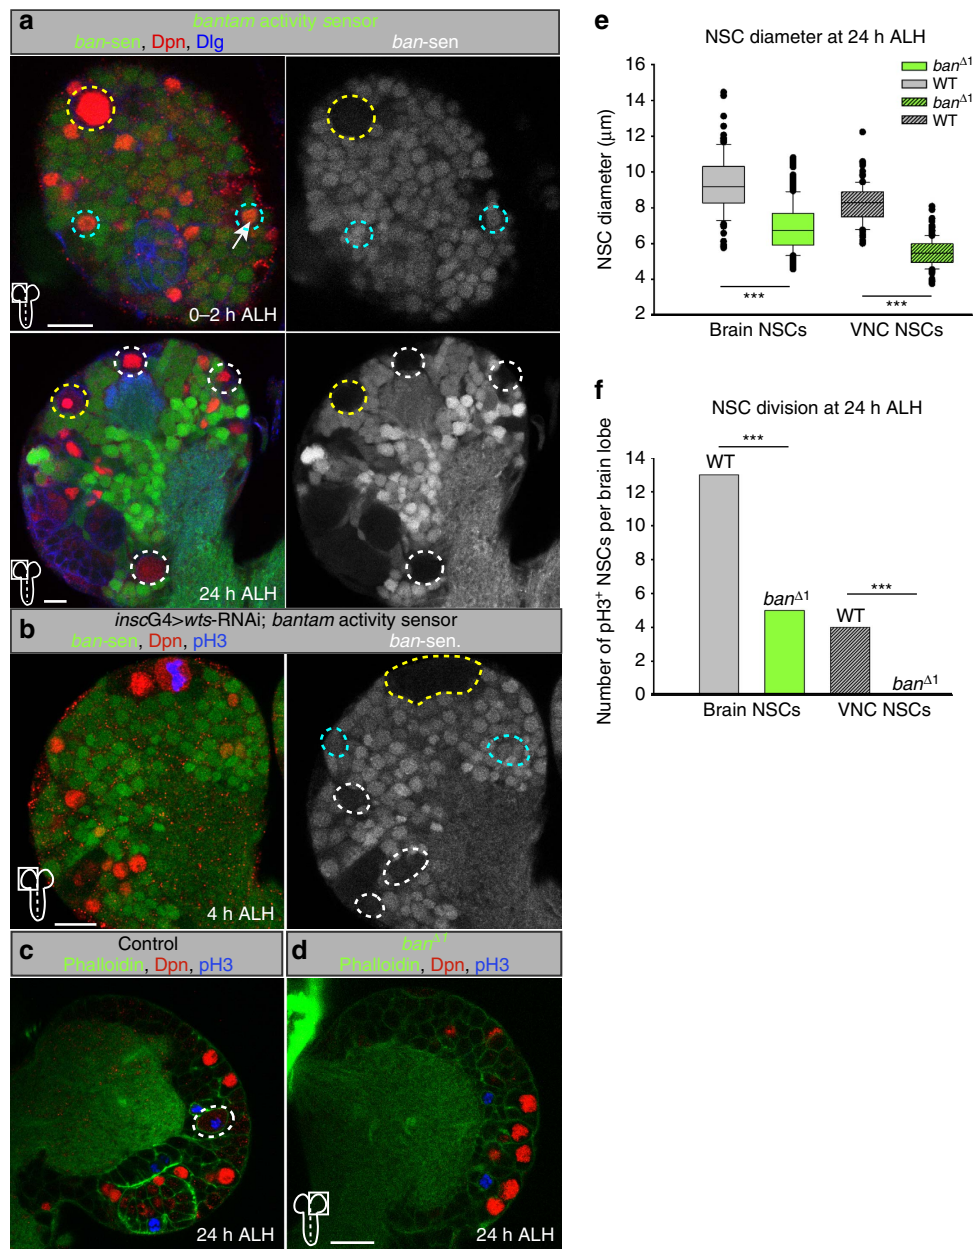 a
bantam activity sensor
ban-sen, Dpn, Dlg
ban-sen
0–2 h ALH
24 h ALH
b
inscG4>wts-RNAi; bantam activity sensor
ban-sen, Dpn, pH3
ban-sen.
4 h ALH
c
Control
Phalloidin, Dpn, pH3
24 h ALH
d
banΔ1
Phalloidin, Dpn, pH3
24 h ALH
e
NSC diameter at 24 h ALH
NSC diameter (μm)
16
14
12
10
8
6
4
2
banΔ1
WT
banΔ1
WT
***
***
Brain NSCs
VNC NSCs
f
NSC division at 24 h ALH
Number of pH3+ NSCs per brain lobe
14
12
10
8
6
4
2
0
***
WT
banΔ1
***
WT
banΔ1
Brain NSCs
VNC NSCs